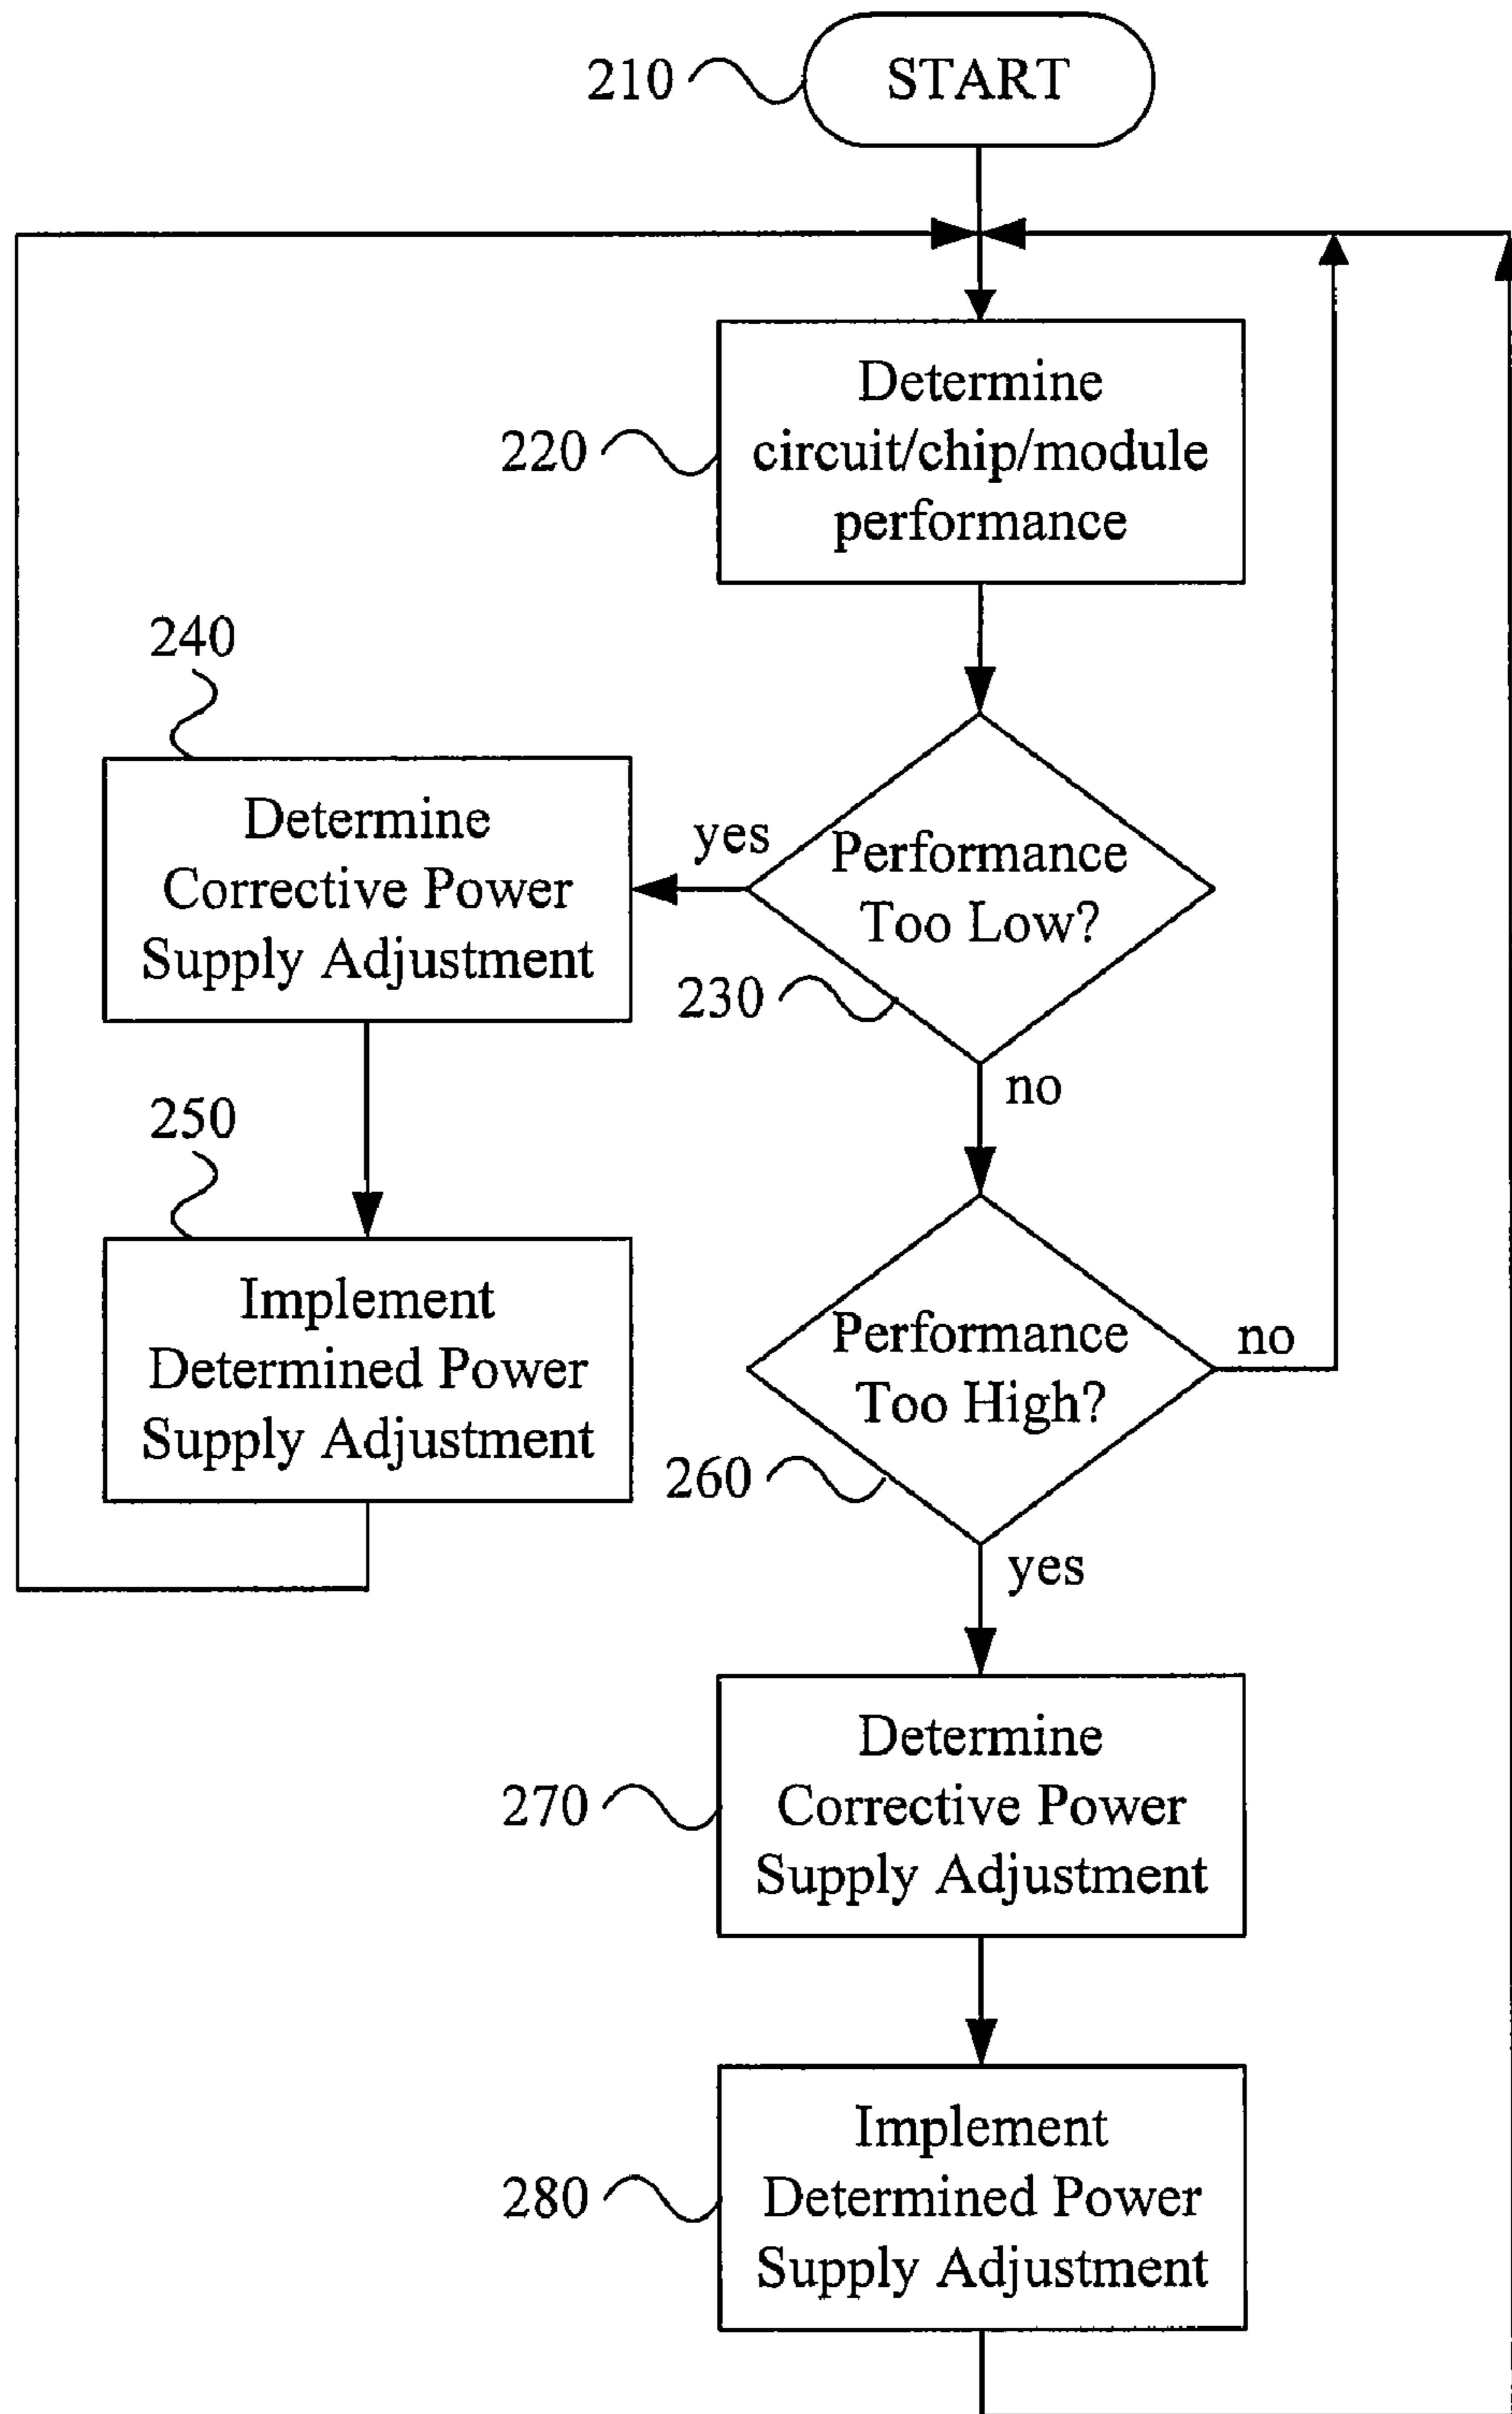 210
START
220
Determine
circuit/chip/module
performance
230
Performance
Too Low?
yes
no
240
Determine
Corrective Power
Supply Adjustment
250
Implement
Determined Power
Supply Adjustment
260
Performance
Too High?
no
yes
270
Determine
Corrective Power
Supply Adjustment
280
Implement
Determined Power
Supply Adjustment